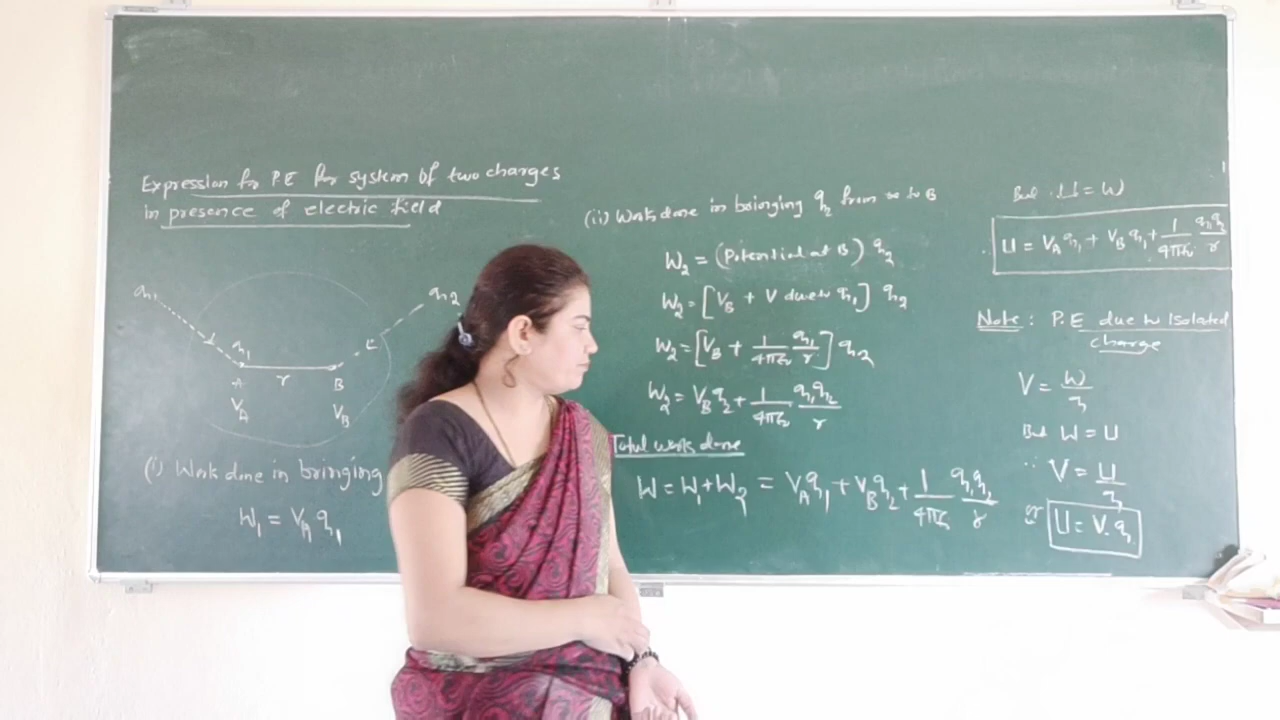 Expression for P.E for system of two charges
in presence of electric field
q₁
q₂
q₁
A r B
V_A V_B
(i) Work done in bringing
W₁ = V_A q₁
(ii) Work done in bringing q₂ from ∞ to B
W₂ = (Potential at B) q₂
W₂ = [V_B + V due to q₁] q₂
W₂ = [V_B + 1/4πε₀ q₁/r] q₂
W₂ = V_B q₂ + 1/4πε₀ q₁q₂/r
Total work done
W = W₁ + W₂ = V_A q₁ + V_B q₂ + 1/4πε₀ q₁q₂/r
But U = W
∴ U = V_A q₁ + V_B q₁ + 1/4πε₀ q₁q₂/r
Note : P.E due to Isolated
charge
V = W/q
But W = U
∴ V = U/q
or U = V. q